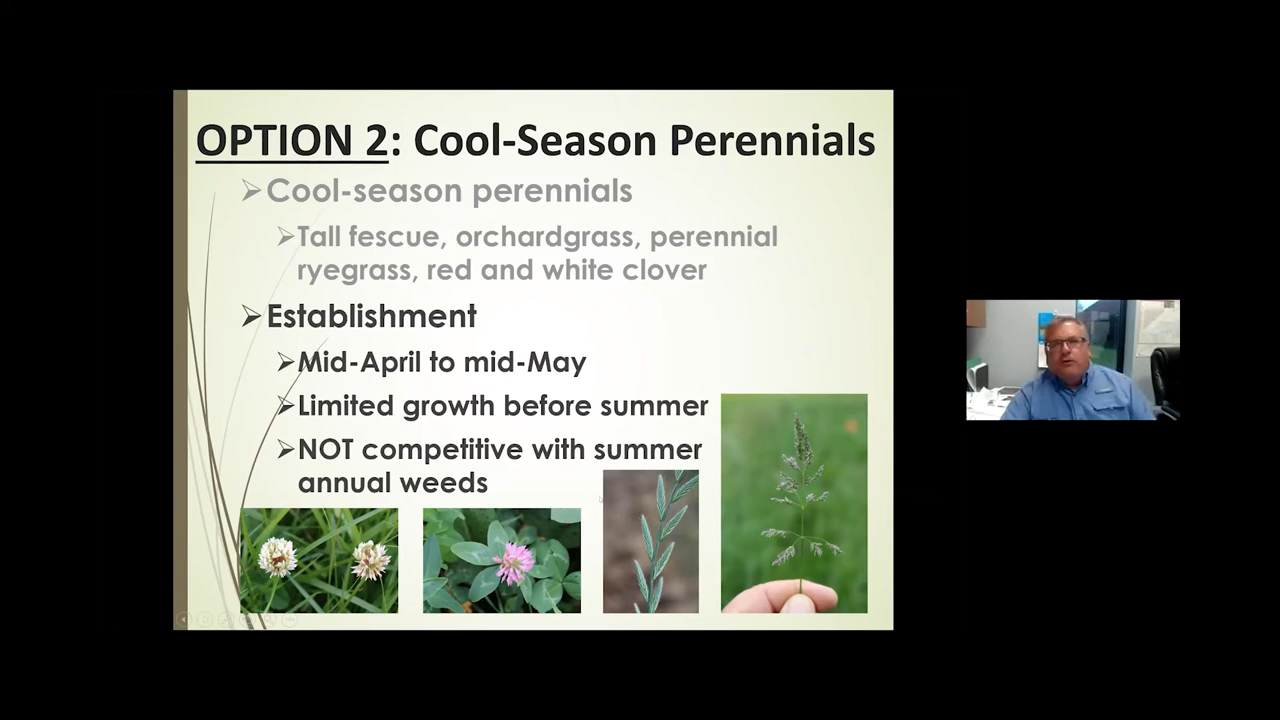 OPTION 2: Cool-Season Perennials
Cool-season perennials
Tall fescue, orchardgrass, perennial
ryegrass, red and white clover
Establishment
Mid-April to mid-May
Limited growth before summer
NOT competitive with summer
annual weeds